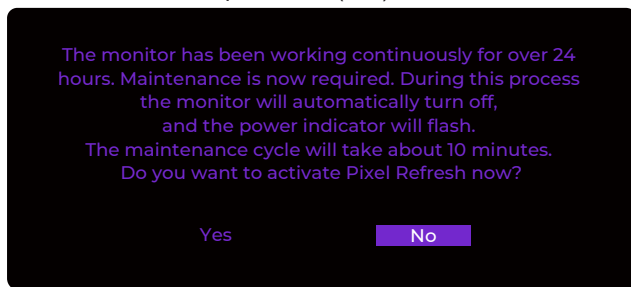 The monitor has been working continuously for over 24
hours. Maintenance is now required. During this process
the monitor will automatically turn off,
and the power indicator will flash.
The maintenance cycle will take about 10 minutes.
Do you want to activate Pixel Refresh now?
Yes No